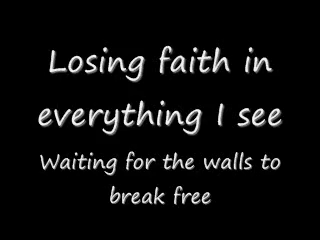 Losing faith in
everything I see
Waiting for the walls to
break free